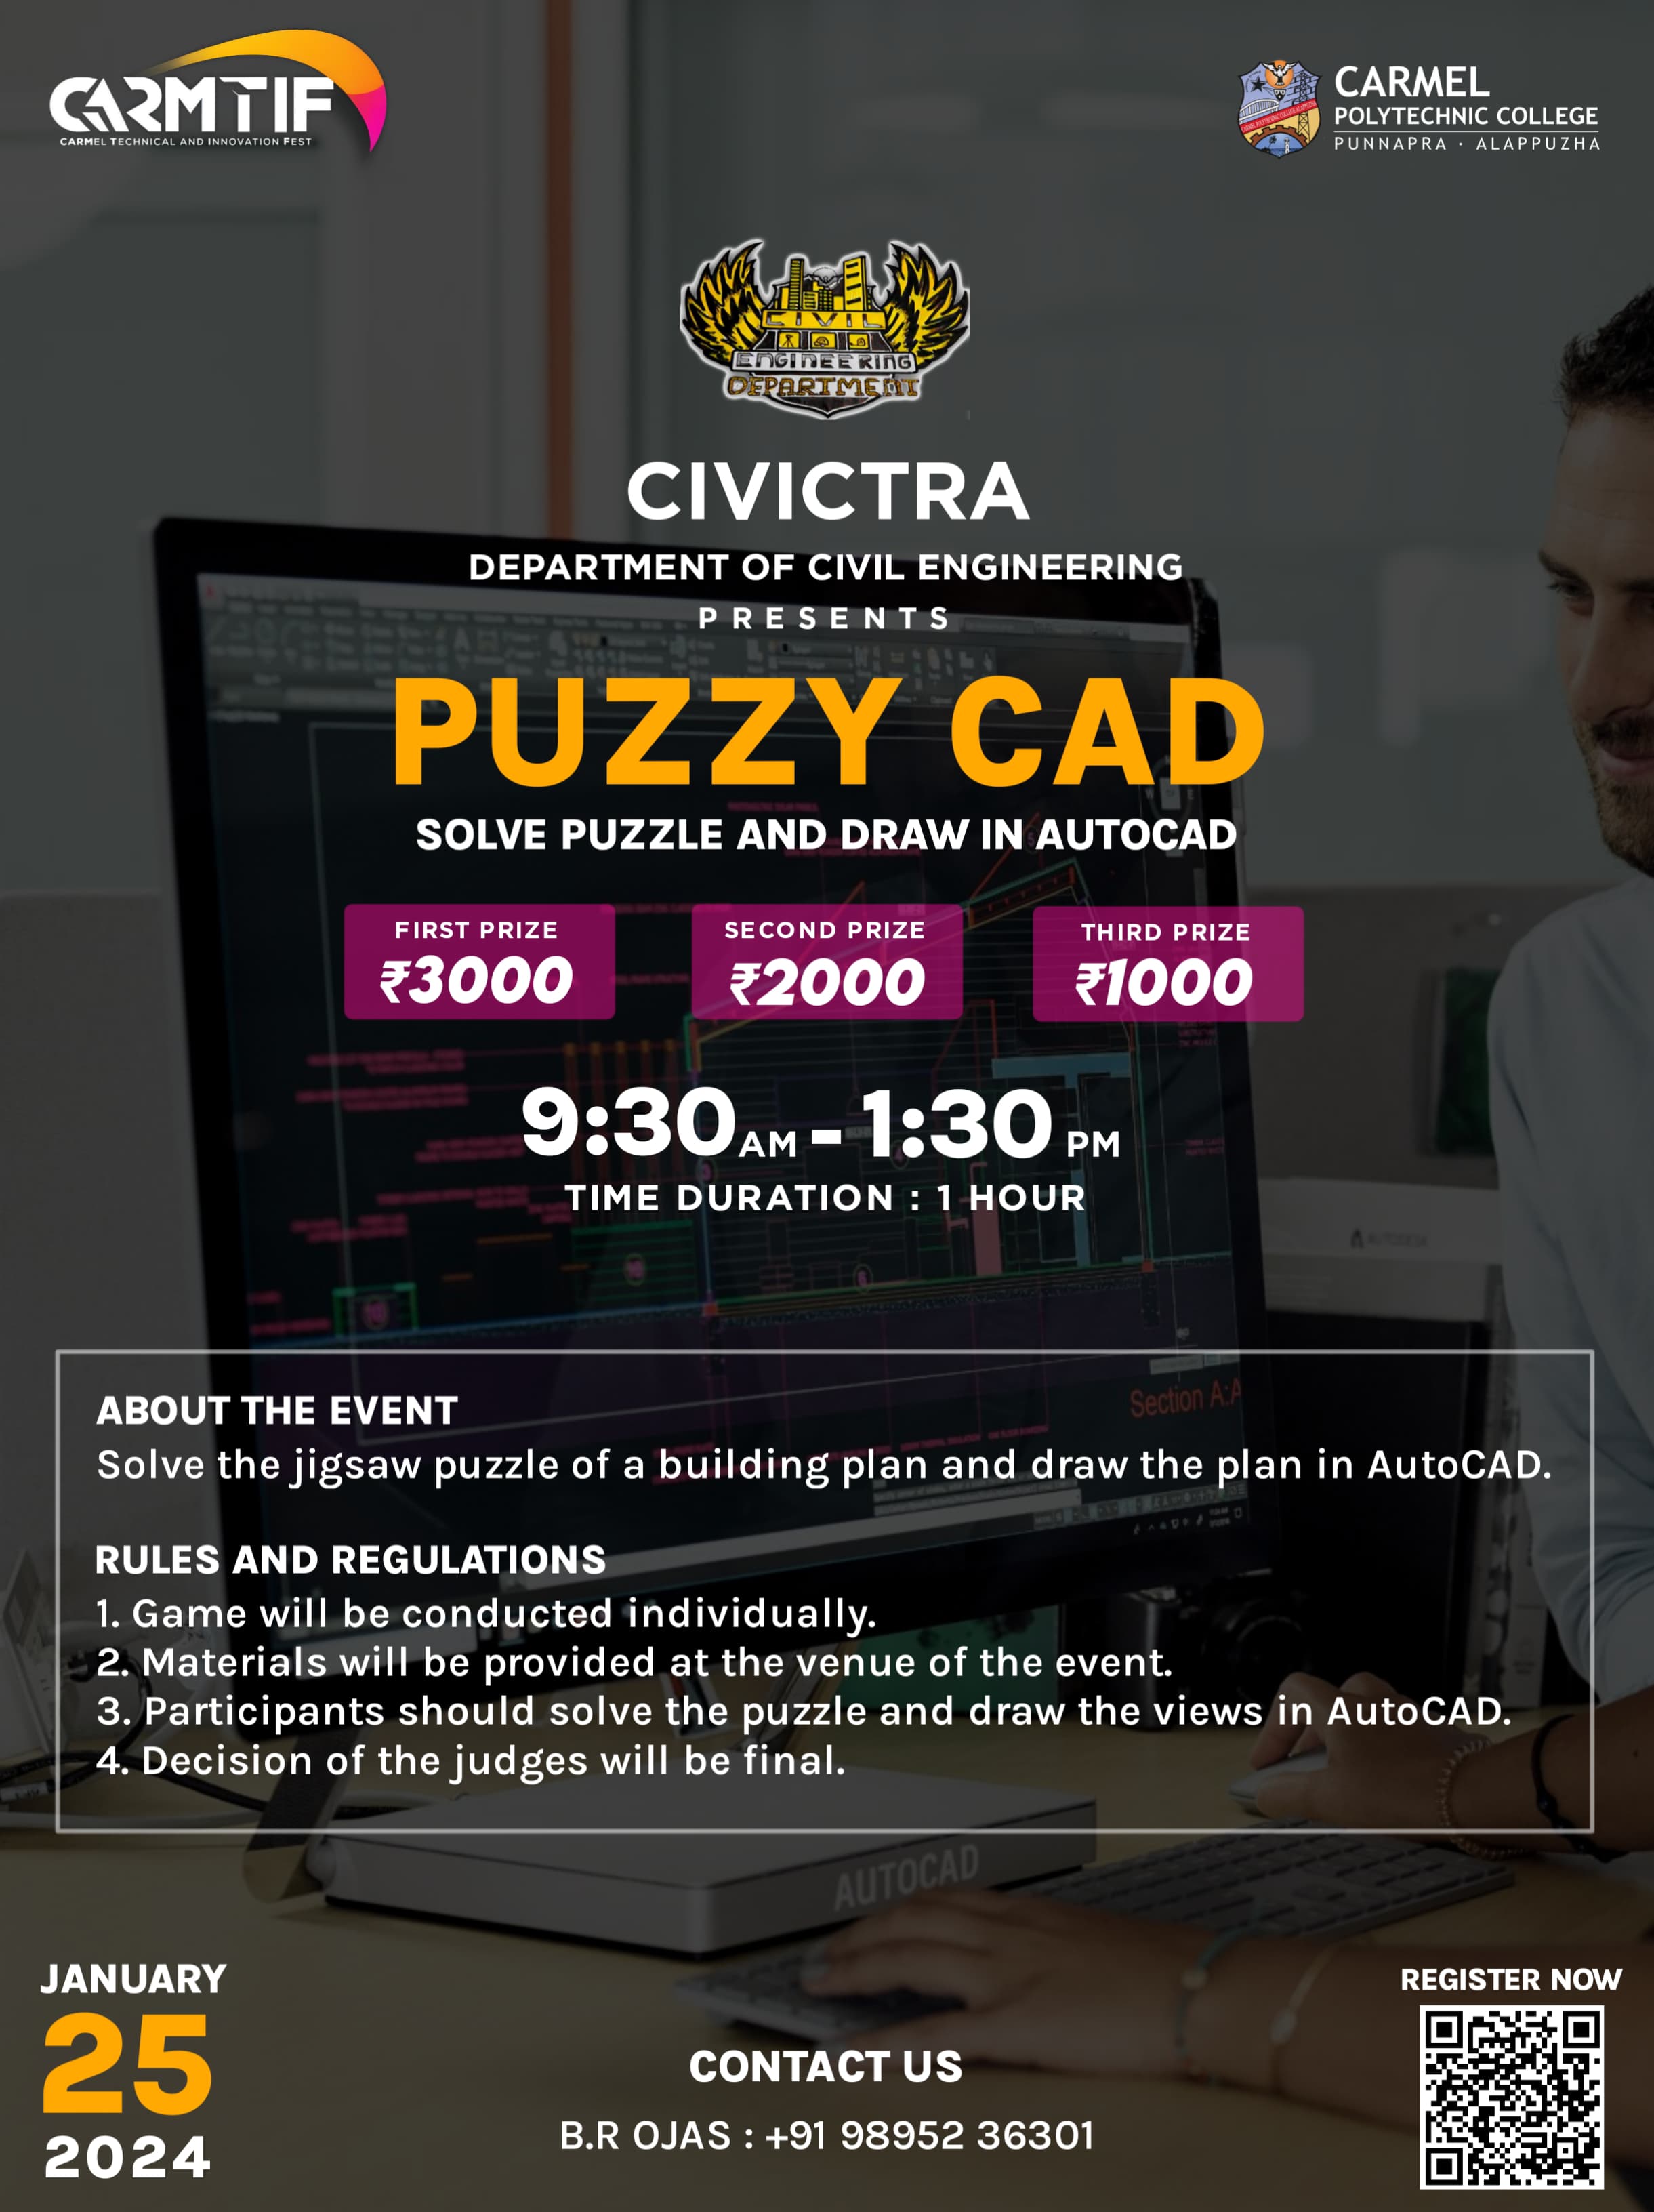 CARMTIF
CARMEL TECHNICAL AND INNOVATION FEST
CARMEL
POLYTECHNIC COLLEGE
PUNNAPRA · ALAPPUZHA
CIVIL
ENGINEERING
DEPARTMENT
CIVICTRA
DEPARTMENT OF CIVIL ENGINEERING
PRESENTS
PUZZY CAD
SOLVE PUZZLE AND DRAW IN AUTOCAD
FIRST PRIZE
₹3000
SECOND PRIZE
₹2000
THIRD PRIZE
₹1000
9:30 AM - 1:30 PM
TIME DURATION : 1 HOUR
AUTODESK
Section A:A
ABOUT THE EVENT
Solve the jigsaw puzzle of a building plan and draw the plan in AutoCAD.
RULES AND REGULATIONS
1. Game will be conducted individually.
2. Materials will be provided at the venue of the event.
3. Participants should solve the puzzle and draw the views in AutoCAD.
4. Decision of the judges will be final.
AUTOCAD
JANUARY
25
2024
CONTACT US
B.R OJAS : +91 98952 36301
REGISTER NOW